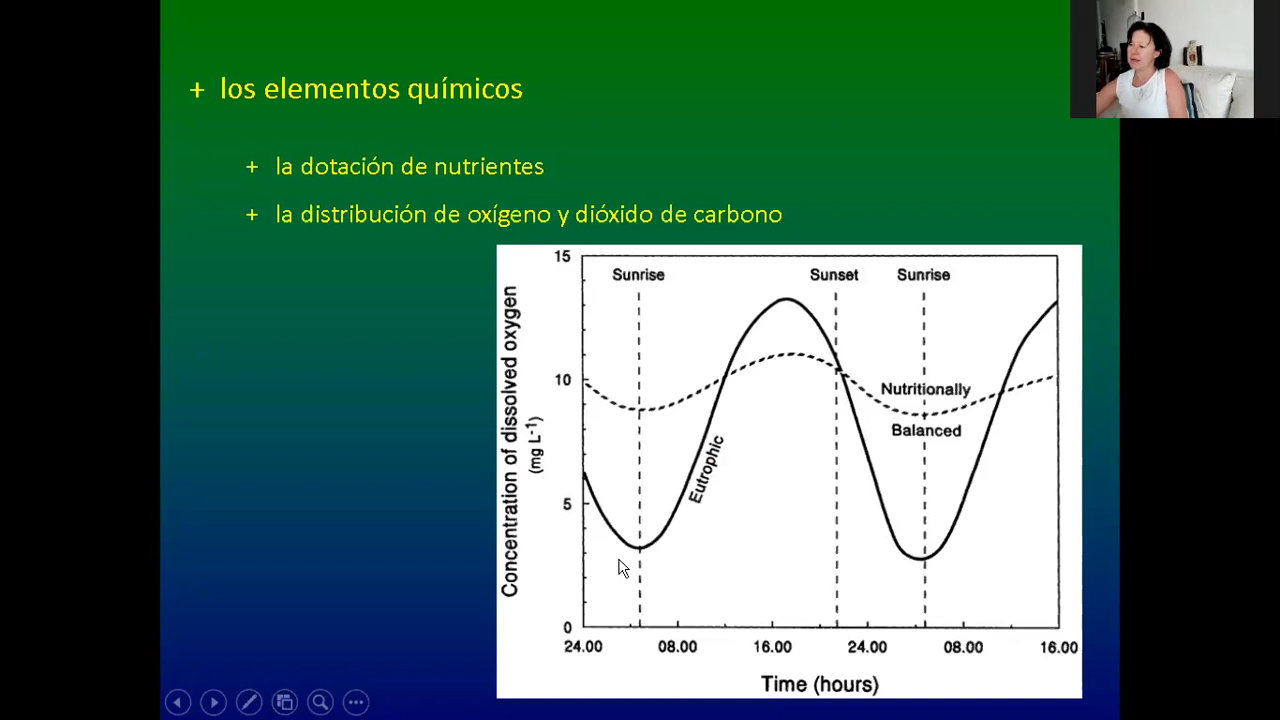 + los elementos químicos
+ la dotación de nutrientes
+ la distribución de oxígeno y dióxido de carbono
15
Sunrise
Sunset
Sunrise
10
Nutritionally
Balanced
Eutrophic
5
0
Concentration of dissolved oxygen
(mg L⁻¹)
24.00
08.00
16.00
24.00
08.00
16.00
Time (hours)